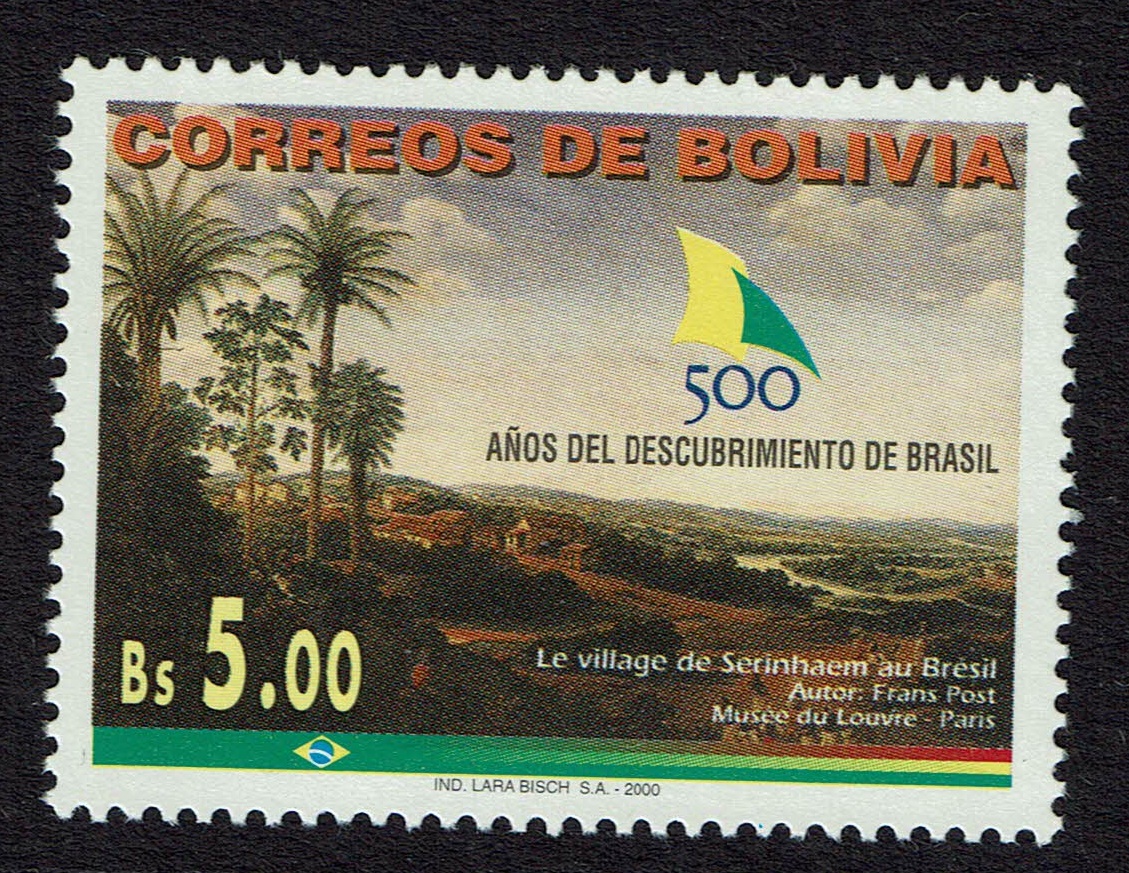 CORREOS DE BOLIVIA
500
AÑOS DEL DESCUBRIMIENTO DE BRASIL
Bs 5.00
Le village de Serinhaem au Brésil
Autor: Frans Post
Musée du Louvre - Paris
IND. LARA BISCH S.A. - 2000